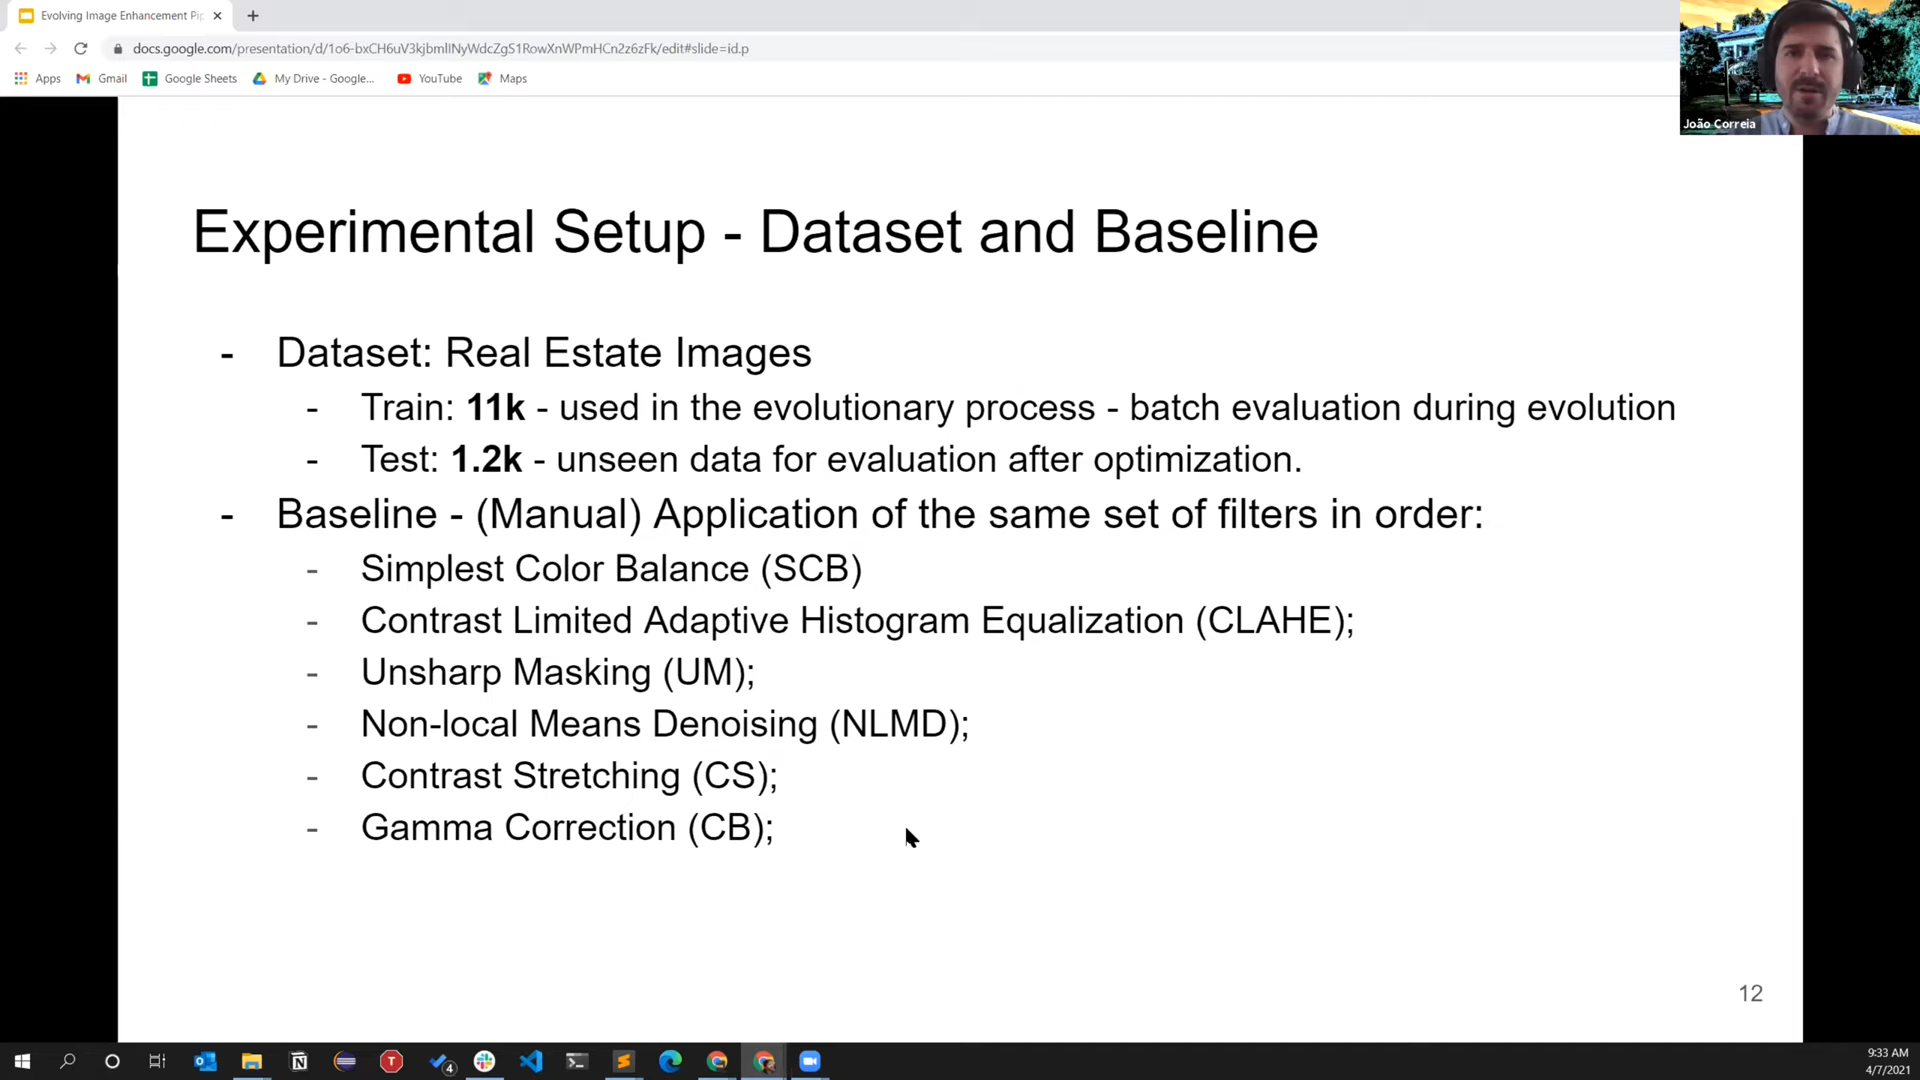 Evolving Image Enhancement Pip
docs.google.com/presentation/d/1o6-bxCH6uV3kjbmlINyWdcZgS1RowXnWPmHCn2z6zFk/edit#slide=id.p
Apps Gmail Google Sheets My Drive - Google... YouTube Maps
João Correia
Experimental Setup - Dataset and Baseline
- Dataset: Real Estate Images
- Train: 11k - used in the evolutionary process - batch evaluation during evolution
- Test: 1.2k - unseen data for evaluation after optimization.
- Baseline - (Manual) Application of the same set of filters in order:
- Simplest Color Balance (SCB)
- Contrast Limited Adaptive Histogram Equalization (CLAHE);
- Unsharp Masking (UM);
- Non-local Means Denoising (NLMD);
- Contrast Stretching (CS);
- Gamma Correction (CB);
12
4
9:33 AM
4/7/2021